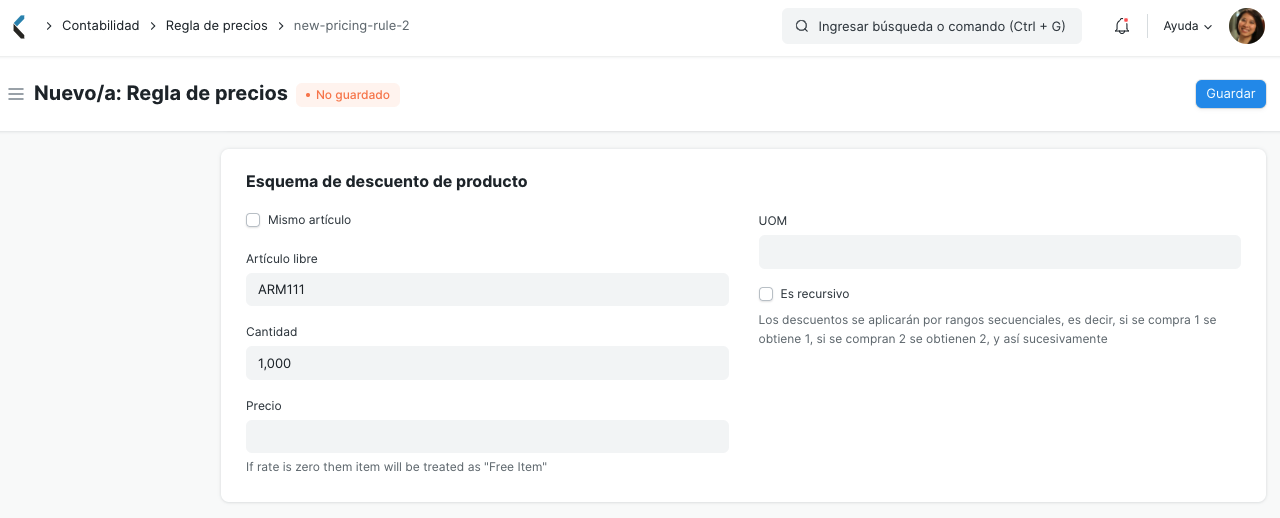 Contabilidad
Regla de precios
new-pricing-rule-2
Ingresar búsqueda o comando (Ctrl + G)
Ayuda
Nuevo/a: Regla de precios
No guardado
Guardar
Esquema de descuento de producto
Mismo artículo
Artículo libre
ARM111
Cantidad
1,000
Precio
If rate is zero them item will be treated as "Free Item"
UOM
Es recursivo
Los descuentos se aplicarán por rangos secuenciales, es decir, si se compra 1 se
obtiene 1, si se compran 2 se obtienen 2, y así sucesivamente